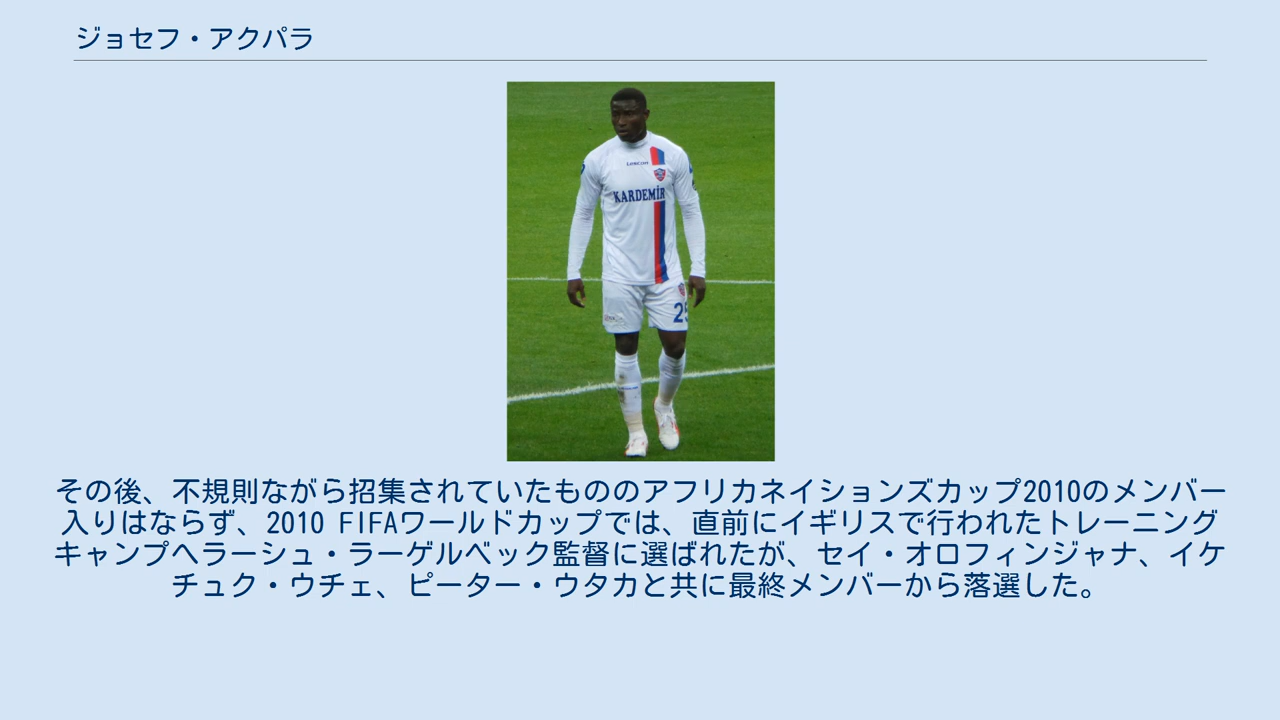 ジョセフ・アクパラ
Lescon
KARDEMİR
25
その後、不規則ながら招集されていたもののアフリカネイションズカップ2010のメンバー
入りはならず、2010 FIFAワールドカップでは、直前にイギリスで行われたトレーニング
キャンプへラーシュ・ラーゲルベック監督に選ばれたが、セイ・オロフィンジャナ、イケ
チュク・ウチェ、ピーター・ウタカと共に最終メンバーから落選した。